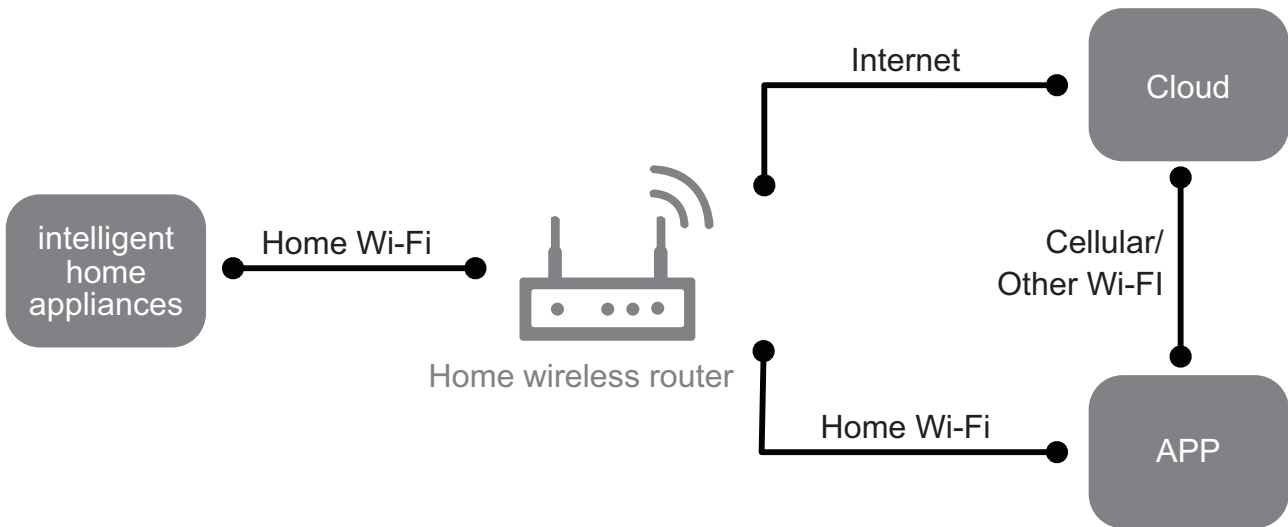 Internet
Cloud
intelligent
home
appliances
Home Wi-Fi
Cellular/
Other Wi-FI
Home wireless router
Home Wi-Fi
APP